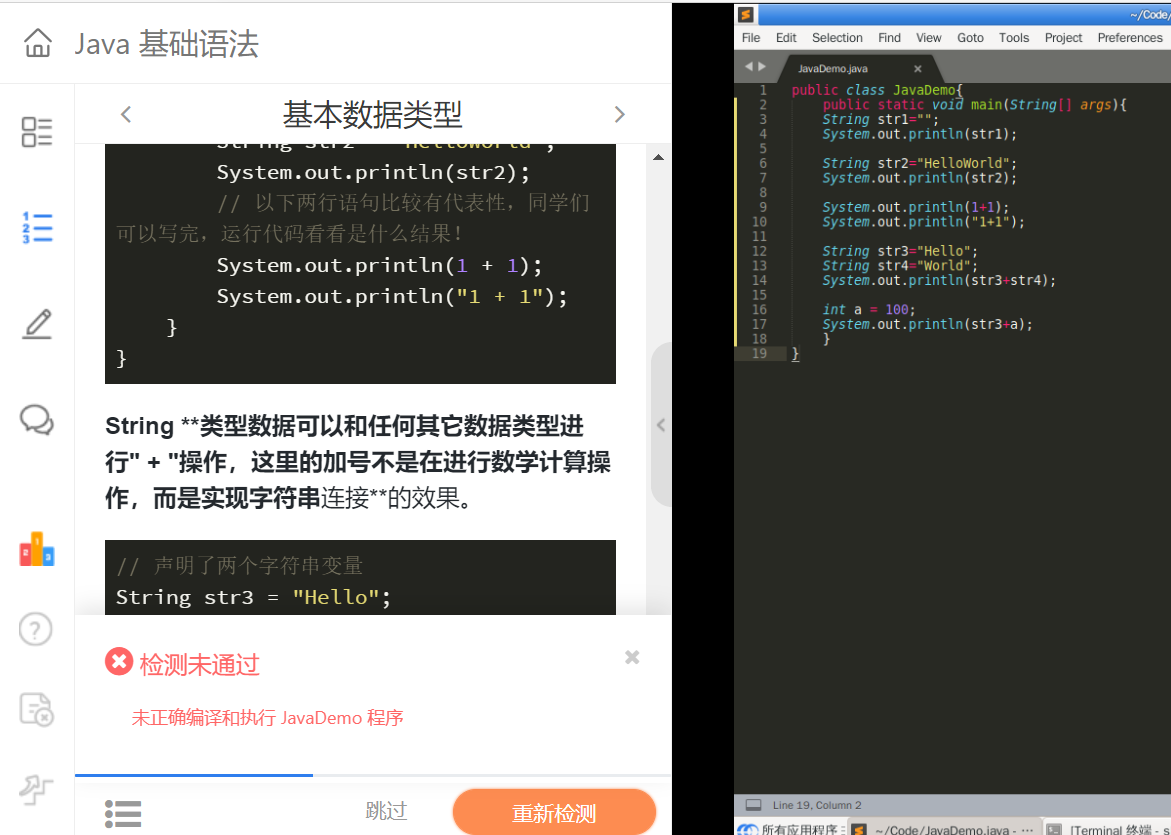 Java 基础语法
基本数据类型
String str2 = "HelloWorld";
System.out.println(str2);
// 以下两行语句比较有代表性，同学们
可以写完，运行代码看看是什么结果！
System.out.println(1 + 1);
System.out.println("1 + 1");
}
}
String **类型数据可以和任何其它数据类型进
行" + "操作，这里的加号不是在进行数学计算操
作，而是实现字符串连接**的效果。
// 声明了两个字符串变量
String str3 = "Hello";
检测未通过
未正确编译和执行 JavaDemo 程序
跳过
重新检测
~/Code/
File Edit Selection Find View Goto Tools Project Preferences
JavaDemo.java
1 public class JavaDemo{
2 public static void main(String[] args){
3 String str1="";
4 System.out.println(str1);
5
6 String str2="HelloWorld";
7 System.out.println(str2);
8
9 System.out.println(1+1);
10 System.out.println("1+1");
11
12 String str3="Hello";
13 String str4="World";
14 System.out.println(str3+str4);
15
16 int a = 100;
17 System.out.println(str3+a);
18 }
19 }
Line 19, Column 2
所有应用程序 ~/Code/JavaDemo.java - ··· [Terminal 终端 - s